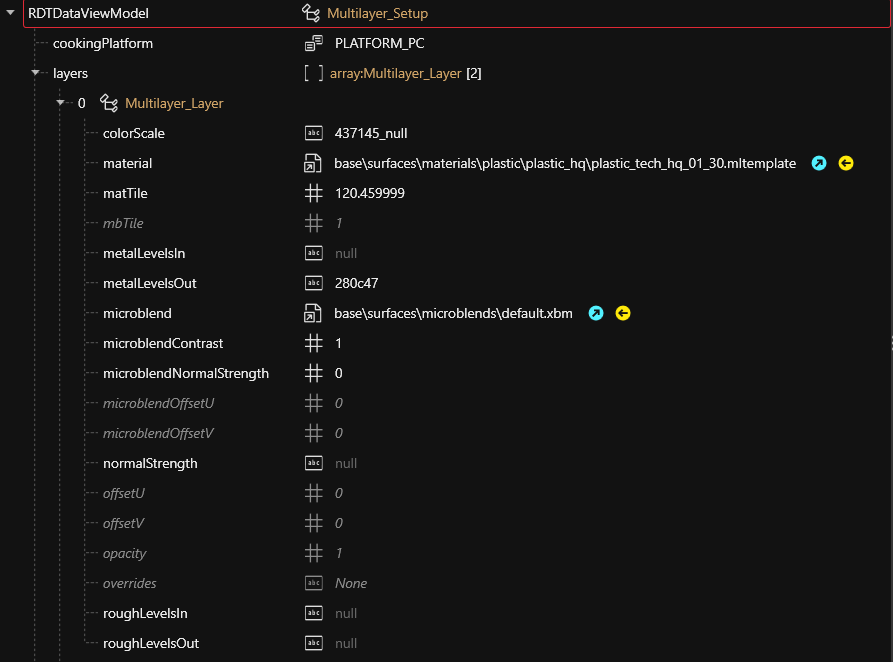 RDTDataViewModel Multilayer_Setup
cookingPlatform PLATFORM_PC
layers [ ] array:Multilayer_Layer [2]
0 Multilayer_Layer
colorScale abc 437145_null
material base\surfaces\materials\plastic\plastic_hq\plastic_tech_hq_01_30.mltemplate
matTile 120.459999
mbTile 1
metalLevelsIn abc null
metalLevelsOut abc 280c47
microblend base\surfaces\microblends\default.xbm
microblendContrast 1
microblendNormalStrength 0
microblendOffsetU 0
microblendOffsetV 0
normalStrength abc null
offsetU 0
offsetV 0
opacity 1
overrides abc None
roughLevelsIn abc null
roughLevelsOut abc null